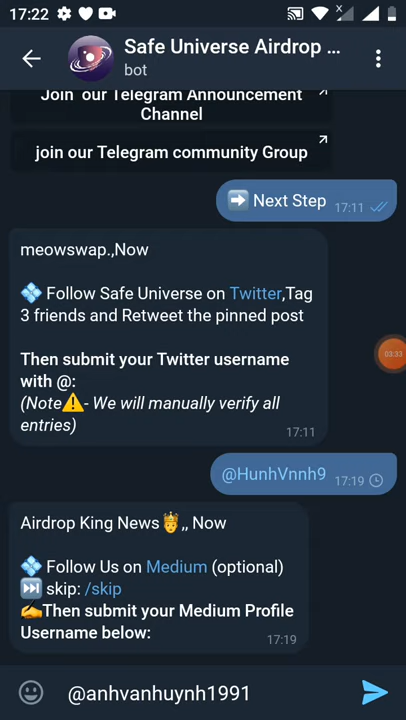 17:22
Safe Universe Airdrop ...
bot
Join our Telegram Announcement
Channel
join our Telegram community Group
➡️ Next Step 17:11
meowswap.,Now
💠 Follow Safe Universe on Twitter,Tag
3 friends and Retweet the pinned post
Then submit your Twitter username
with @:
(Note⚠️- We will manually verify all
entries)
17:11
03:33
@HunhVnnh9 17:19
Airdrop King News🤴,, Now
💠 Follow Us on Medium (optional)
⏭️ skip: /skip
✍️Then submit your Medium Profile
Username below:
17:19
@anhvanhuynh1991